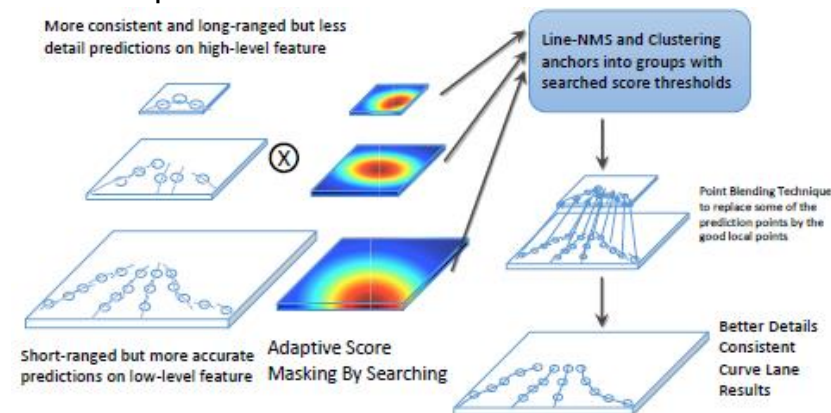 More consistent and long-ranged but less
detail predictions on high-level feature
Line-NMS and Clustering
anchors into groups with
searched score thresholds
X
Point Blending Technique
to replace some of the
prediction points by the
good local points
Short-ranged but more accurate
predictions on low-level feature
Adaptive Score
Masking By Searching
Better Details
Consistent
Curve Lane
Results